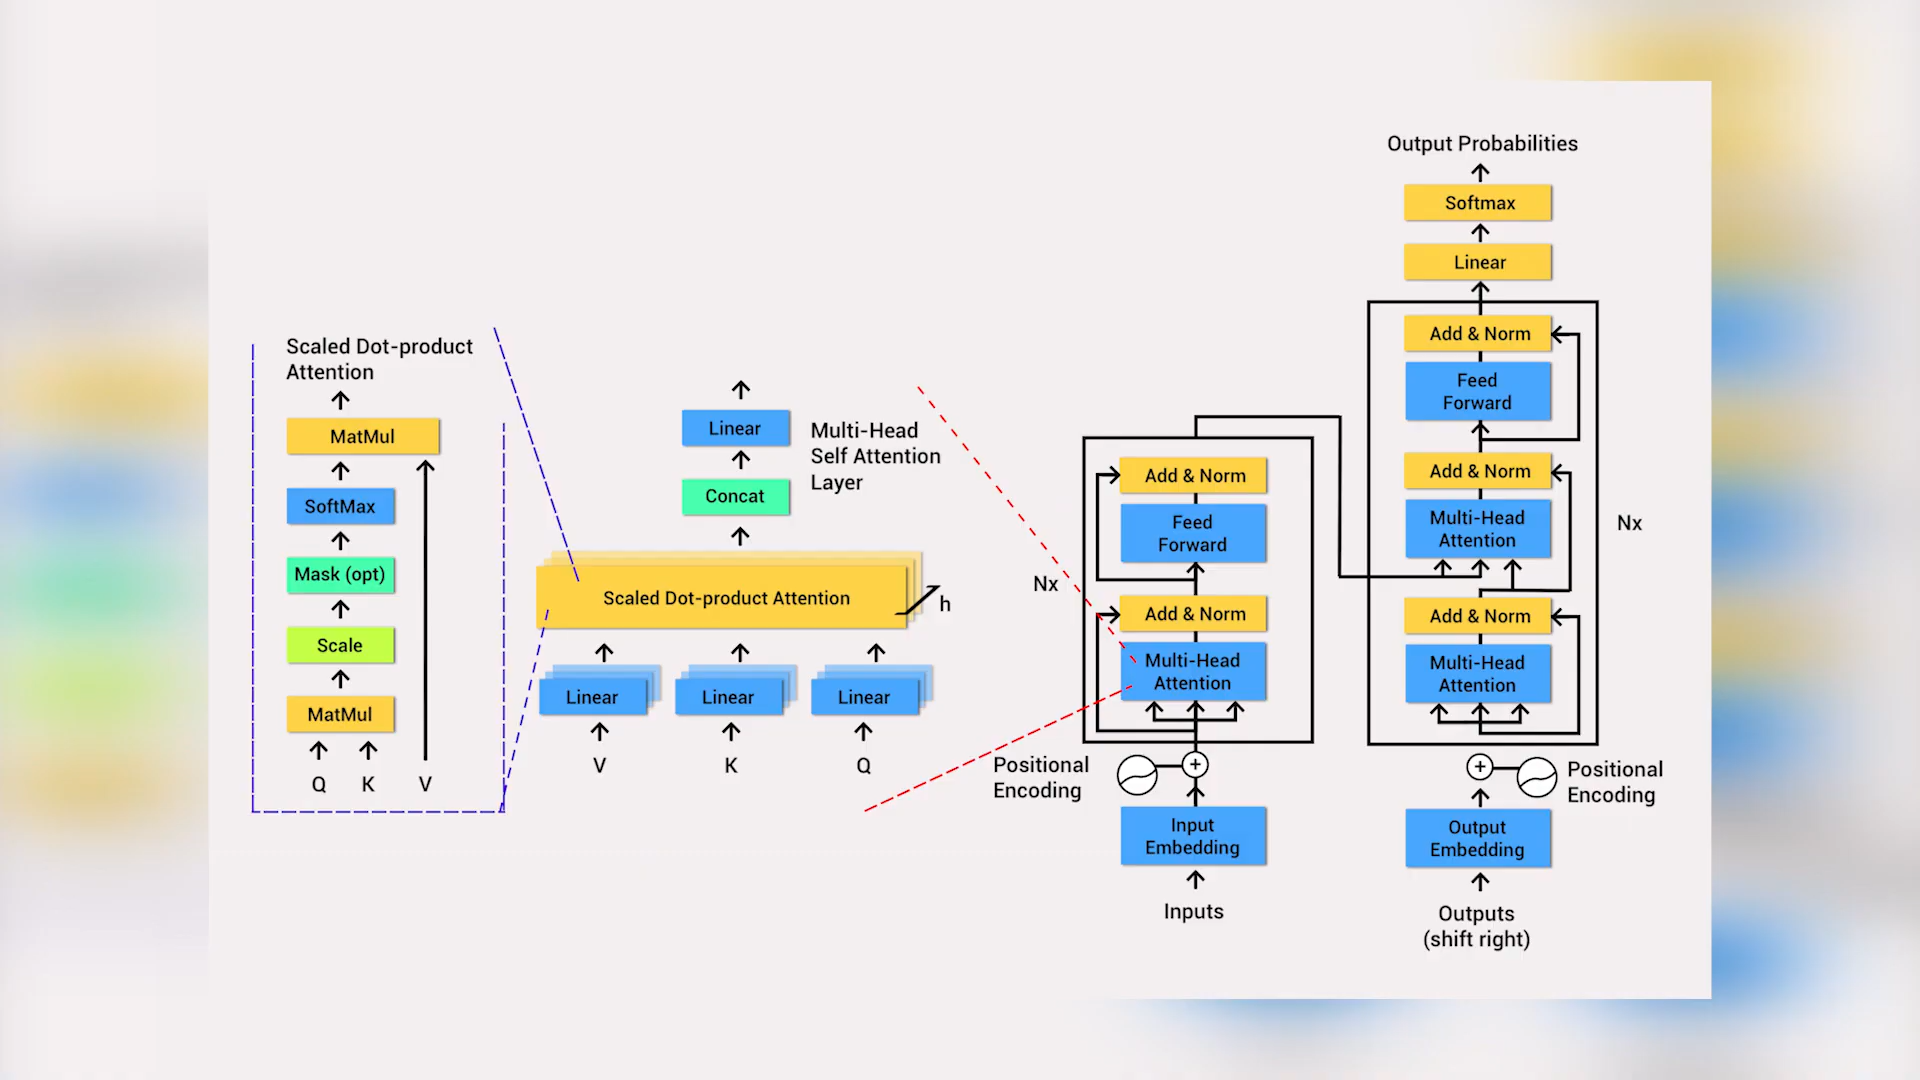 Scaled Dot-product
Attention
MatMul
SoftMax
Mask (opt)
Scale
MatMul
Q K V
Linear
Concat
Multi-Head
Self Attention
Layer
Scaled Dot-product Attention
h
Linear Linear Linear
V K Q
Nx
Add & Norm
Feed
Forward
Add & Norm
Multi-Head
Attention
Positional
Encoding
+
Input
Embedding
Inputs
Output Probabilities
Softmax
Linear
Add & Norm
Feed
Forward
Add & Norm
Multi-Head
Attention
Nx
Add & Norm
Multi-Head
Attention
+
Positional
Encoding
Output
Embedding
Outputs
(shift right)